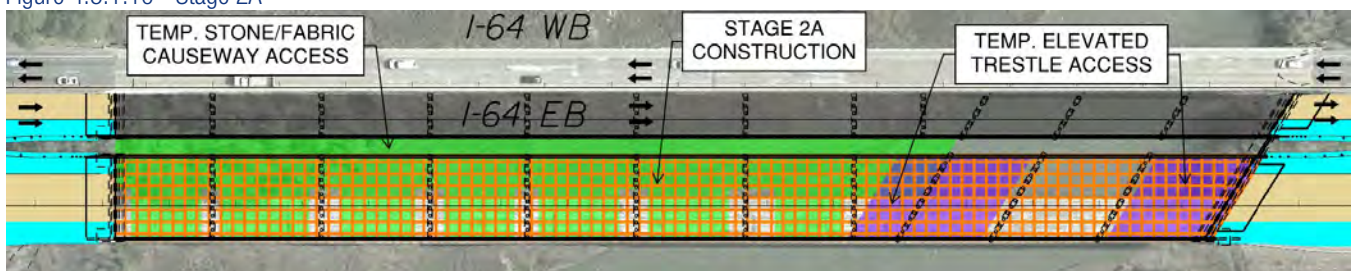 Figure 4.3.1.16 – Stage 2A
I-64 WB
TEMP. STONE/FABRIC
CAUSEWAY ACCESS
STAGE 2A
CONSTRUCTION
TEMP. ELEVATED
TRESTLE ACCESS
I-64 EB